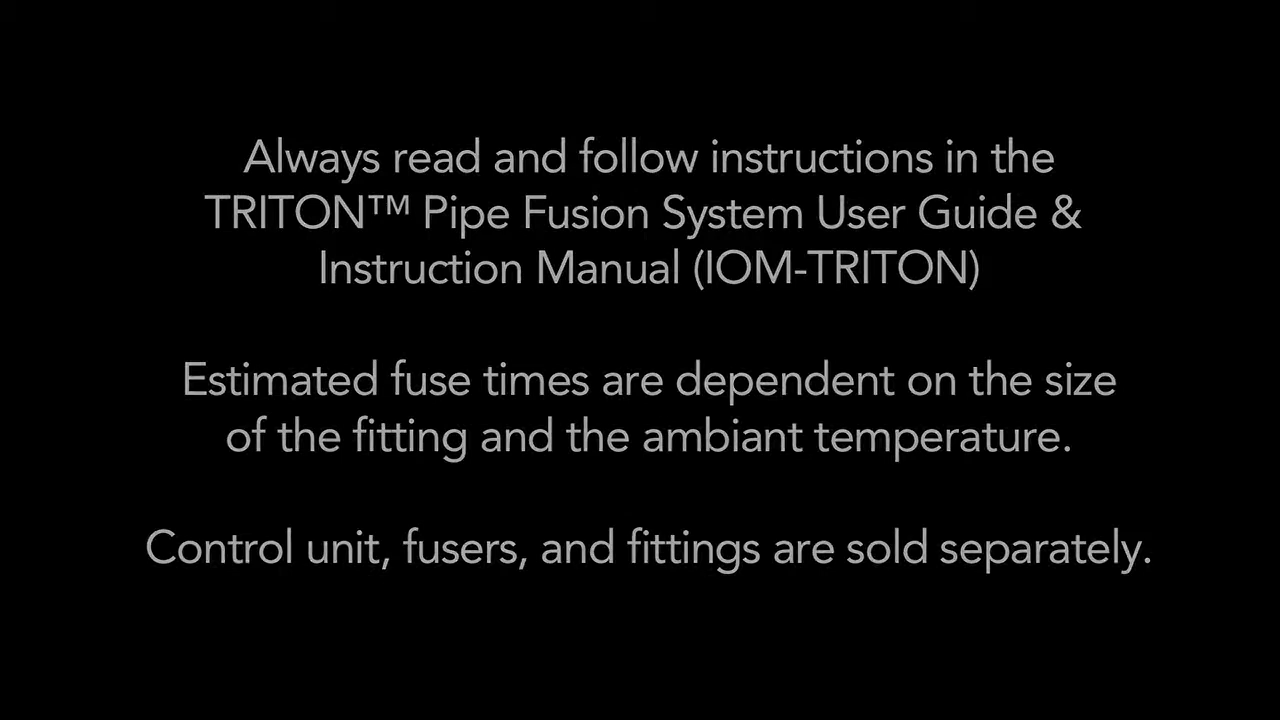 Always read and follow instructions in the
TRITON™ Pipe Fusion System User Guide &
Instruction Manual (IOM-TRITON)
Estimated fuse times are dependent on the size
of the fitting and the ambiant temperature.
Control unit, fusers, and fittings are sold separately.